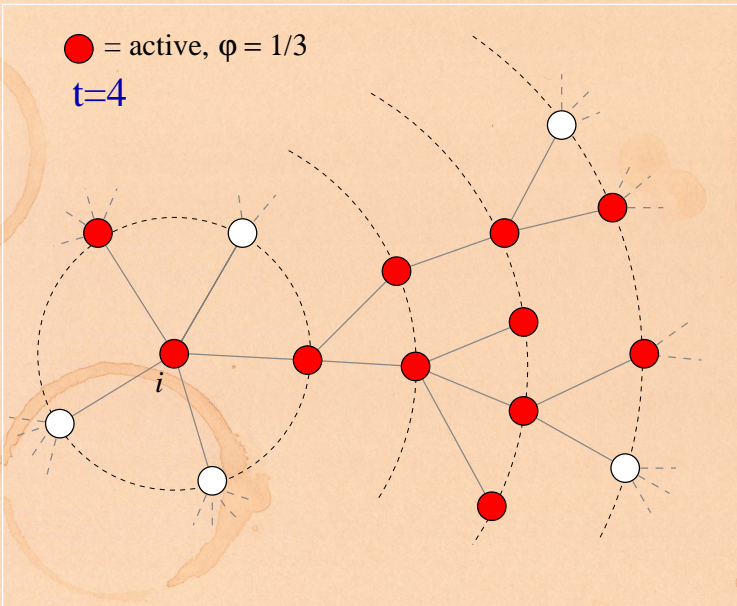 = active, φ = 1/3
t=4
i